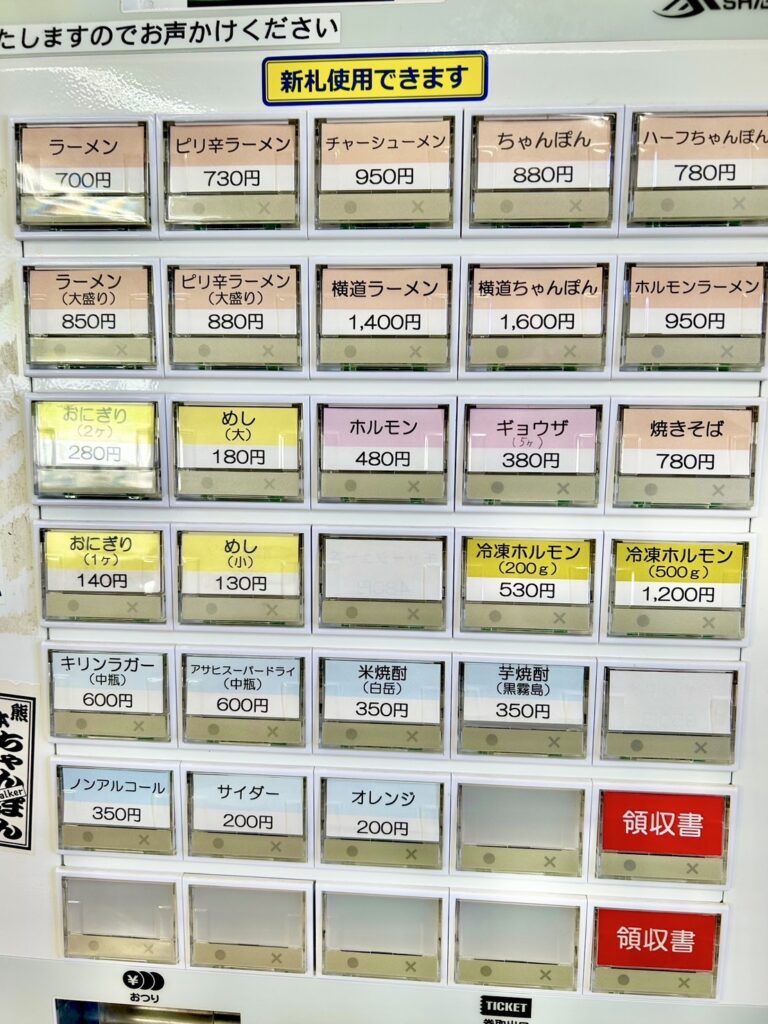 たしますのでお声かけください
新札使用できます
ラーメン
700円
ピリ辛ラーメン
730円
チャーシューメン
950円
ちゃんぽん
880円
ハーフちゃんぽん
780円
ラーメン
(大盛り)
850円
ピリ辛ラーメン
(大盛り)
880円
横道ラーメン
1,400円
横道ちゃんぽん
1,600円
ホルモンラーメン
950円
おにぎり
(2ヶ)
280円
めし
(大)
180円
ホルモン
480円
ギョウザ
(5ヶ)
380円
焼きそば
780円
おにぎり
(1ヶ)
140円
めし
(小)
130円
冷凍ホルモン
(200g)
530円
冷凍ホルモン
(500g)
1,200円
キリンラガー
(中瓶)
600円
アサヒスーパードライ
(中瓶)
600円
米焼酎
(白岳)
350円
芋焼酎
(黒霧島)
350円
ノンアルコール
350円
サイダー
200円
オレンジ
200円
領収書
領収書
熊
ちゃんぽん
alker
¥
おつり
TICKET